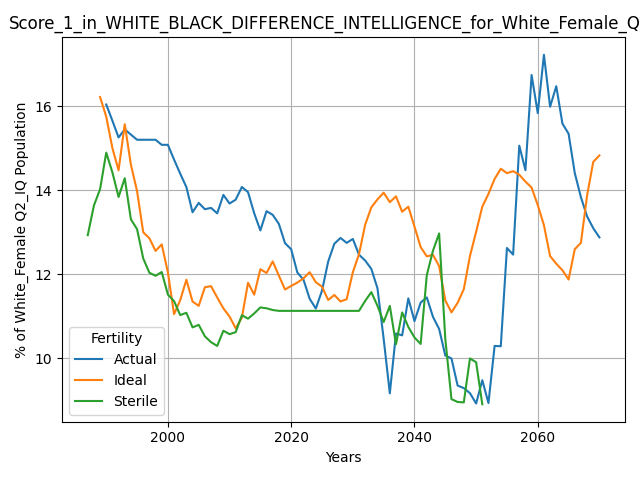 Score_1_in_WHITE_BLACK_DIFFERENCE_INTELLIGENCE_for_White_Female_Q
% of White_Female Q2_IQ Population
16
14
12
10
Fertility
Actual
Ideal
Sterile
2000
2020
2040
2060
Years